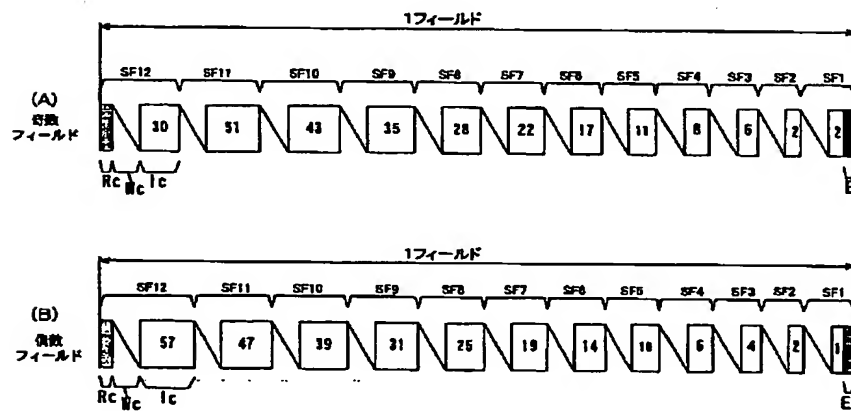 1フィールド
SF12 SF11 SF10 SF9 SF8 SF7 SF6 SF5 SF4 SF3 SF2 SF1
(A)
奇数
フィールド
30 51 43 35 28 22 17 11 8 6 2 2
Rc Wc Ic E
1フィールド
SF12 SF11 SF10 SF9 SF8 SF7 SF6 SF5 SF4 SF3 SF2 SF1
(B)
偶数
フィールド
57 47 39 31 25 19 14 10 6 4 2 1
Rc Wc Ic E